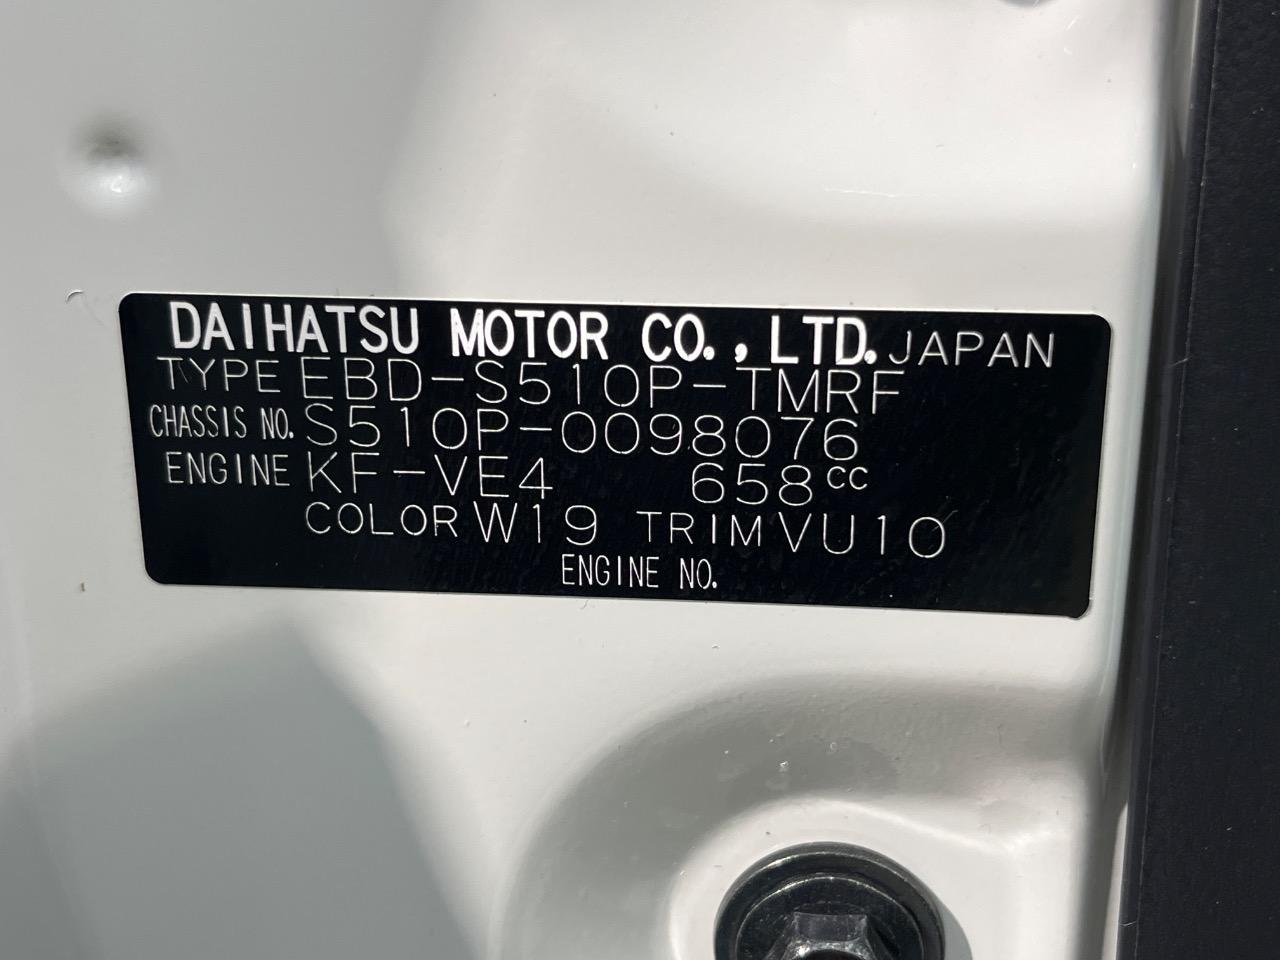 DAIHATSU MOTOR CO., LTD. JAPAN
TYPE EBD-S510P-TMRF
CHASSIS NO. S510P-0098076
ENGINE KF-VE4 658cc
COLOR W19 TRIM VU10
ENGINE NO.